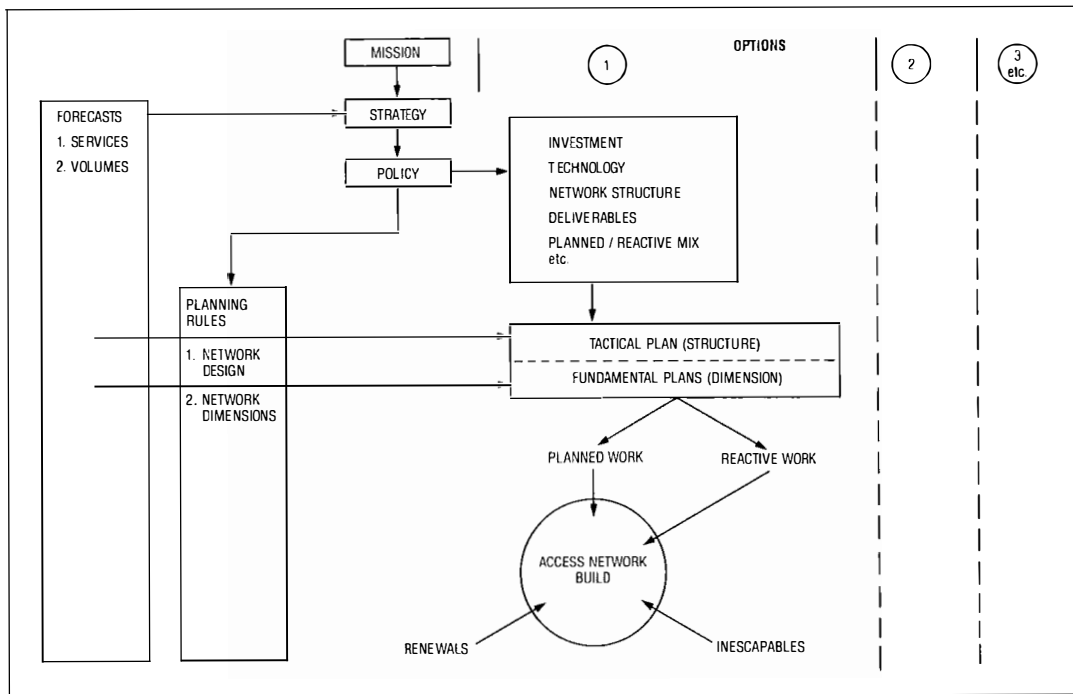 MISSION
OPTIONS
1
2
3
etc.
FORECASTS
1. SERVICES
2. VOLUMES
STRATEGY
POLICY
INVESTMENT
TECHNOLOGY
NETWORK STRUCTURE
DELIVERABLES
PLANNED / REACTIVE MIX
etc.
PLANNING
RULES
1. NETWORK
DESIGN
2. NETWORK
DIMENSIONS
TACTICAL PLAN (STRUCTURE)
FUNDAMENTAL PLANS (DIMENSION)
PLANNED WORK
REACTIVE WORK
ACCESS NETWORK
BUILD
RENEWALS
INESCAPABLES